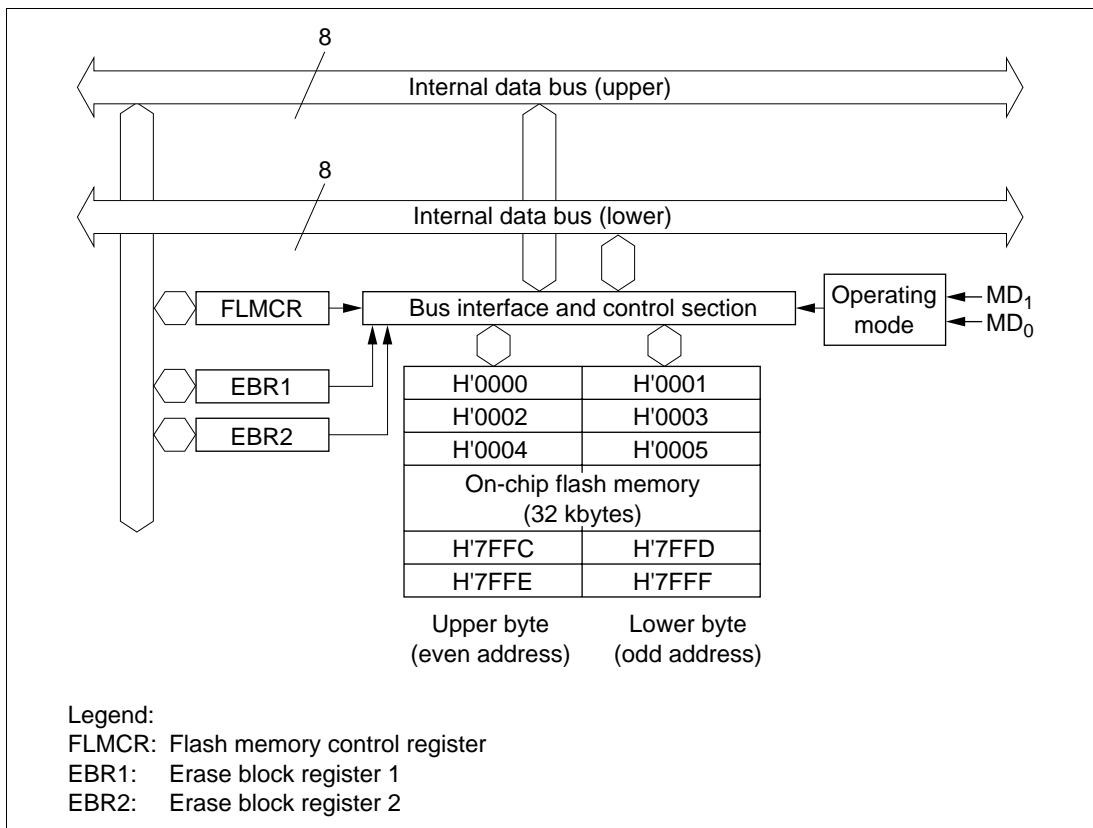 8
Internal data bus (upper)
8
Internal data bus (lower)
FLMCR
Bus interface and control section
Operating
mode
MD1
MD0
EBR1
EBR2
H'0000 H'0001
H'0002 H'0003
H'0004 H'0005
On-chip flash memory
(32 kbytes)
H'7FFC H'7FFD
H'7FFE H'7FFF
Upper byte Lower byte
(even address) (odd address)
Legend:
FLMCR: Flash memory control register
EBR1: Erase block register 1
EBR2: Erase block register 2